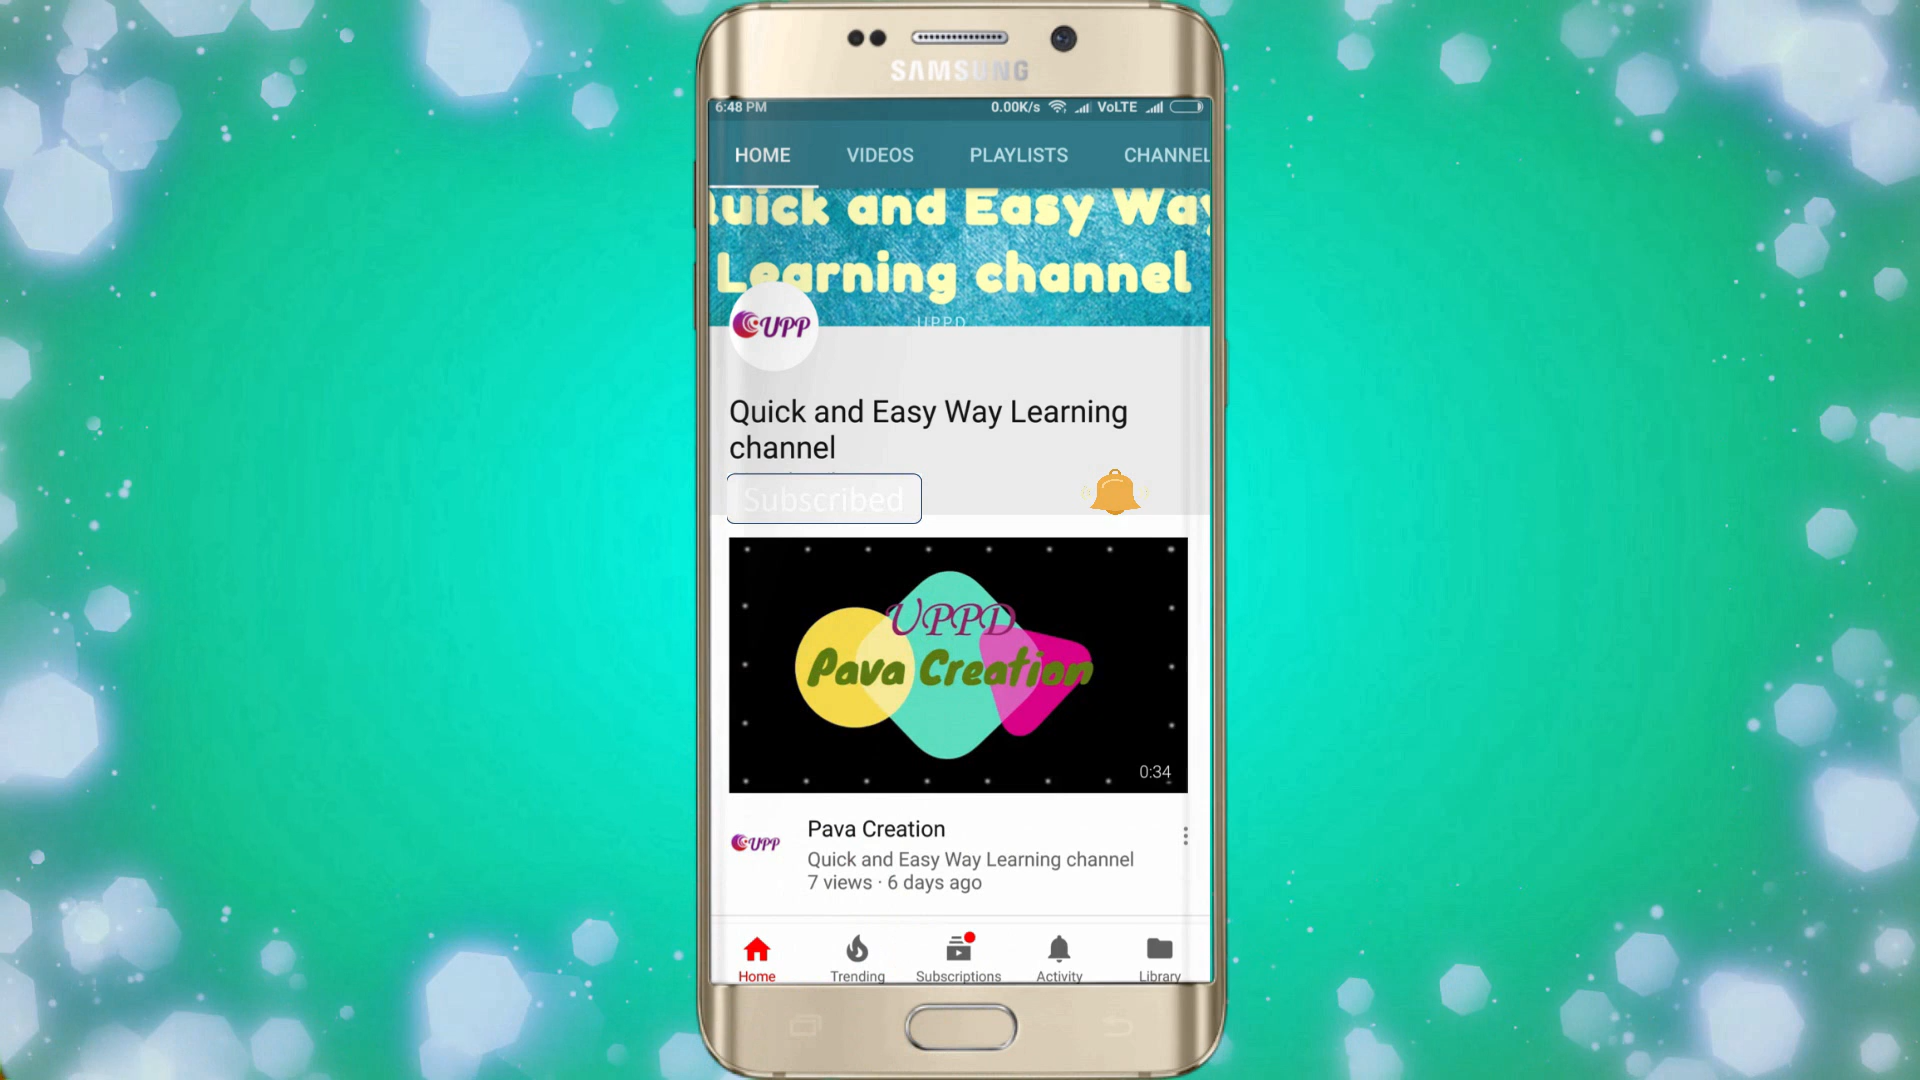 SAMSUNG
6:48 PM 0.00K/s VoLTE
HOME VIDEOS PLAYLISTS CHANNEL
uick and Easy Way
Learning channel
UPPD
UPP
Quick and Easy Way Learning
channel
Subscribed
UPPD
Pava Creation
0:34
Pava Creation
UPP
Quick and Easy Way Learning channel
7 views · 6 days ago
Home Trending Subscriptions Activity Library